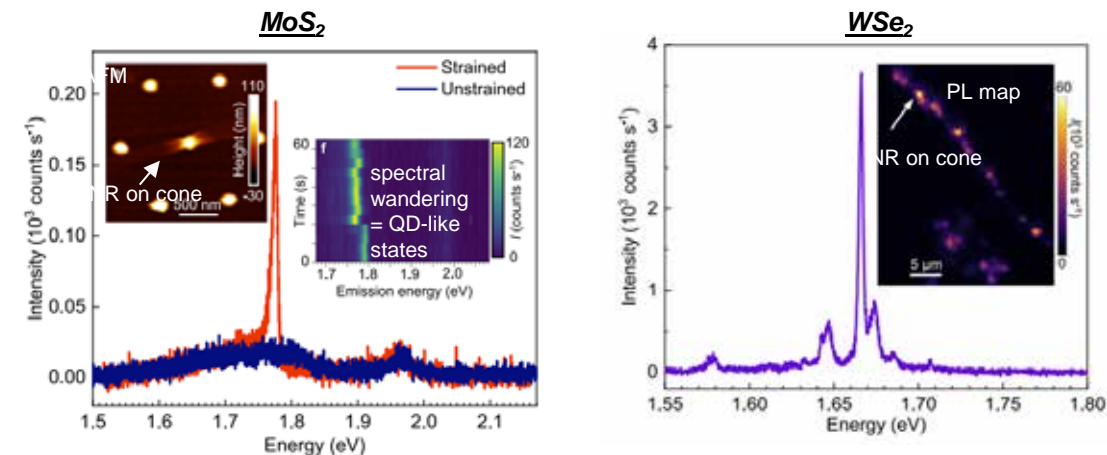 MoS2
WSe2
Intensity (10³ counts s⁻¹)
0.20
0.15
0.10
0.05
0.00
1.5
1.6
1.7
1.8
1.9
2.0
2.1
Energy (eV)
Strained
Unstrained
AFM
110
Height (nm)
-30
NR on cone
500 nm
f
60
Time (s)
0
spectral
wandering
= QD-like
states
120
I (counts s⁻¹)
0
1.7
1.8
1.9
2.0
Emission energy (eV)
Intensity (10³ counts s⁻¹)
4
3
2
1
0
1.55
1.60
1.65
1.70
1.75
1.80
Energy (eV)
PL map
NR on cone
5 µm
60
I(10³ counts s⁻¹)
0